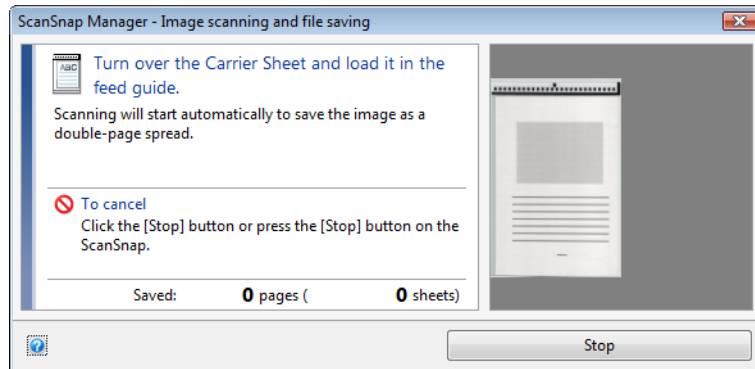 ScanSnap Manager - Image scanning and file saving
ABC
Turn over the Carrier Sheet and load it in the
feed guide.
Scanning will start automatically to save the image as a
double-page spread.
To cancel
Click the [Stop] button or press the [Stop] button on the
ScanSnap.
Saved: 0 pages ( 0 sheets)
?
Stop